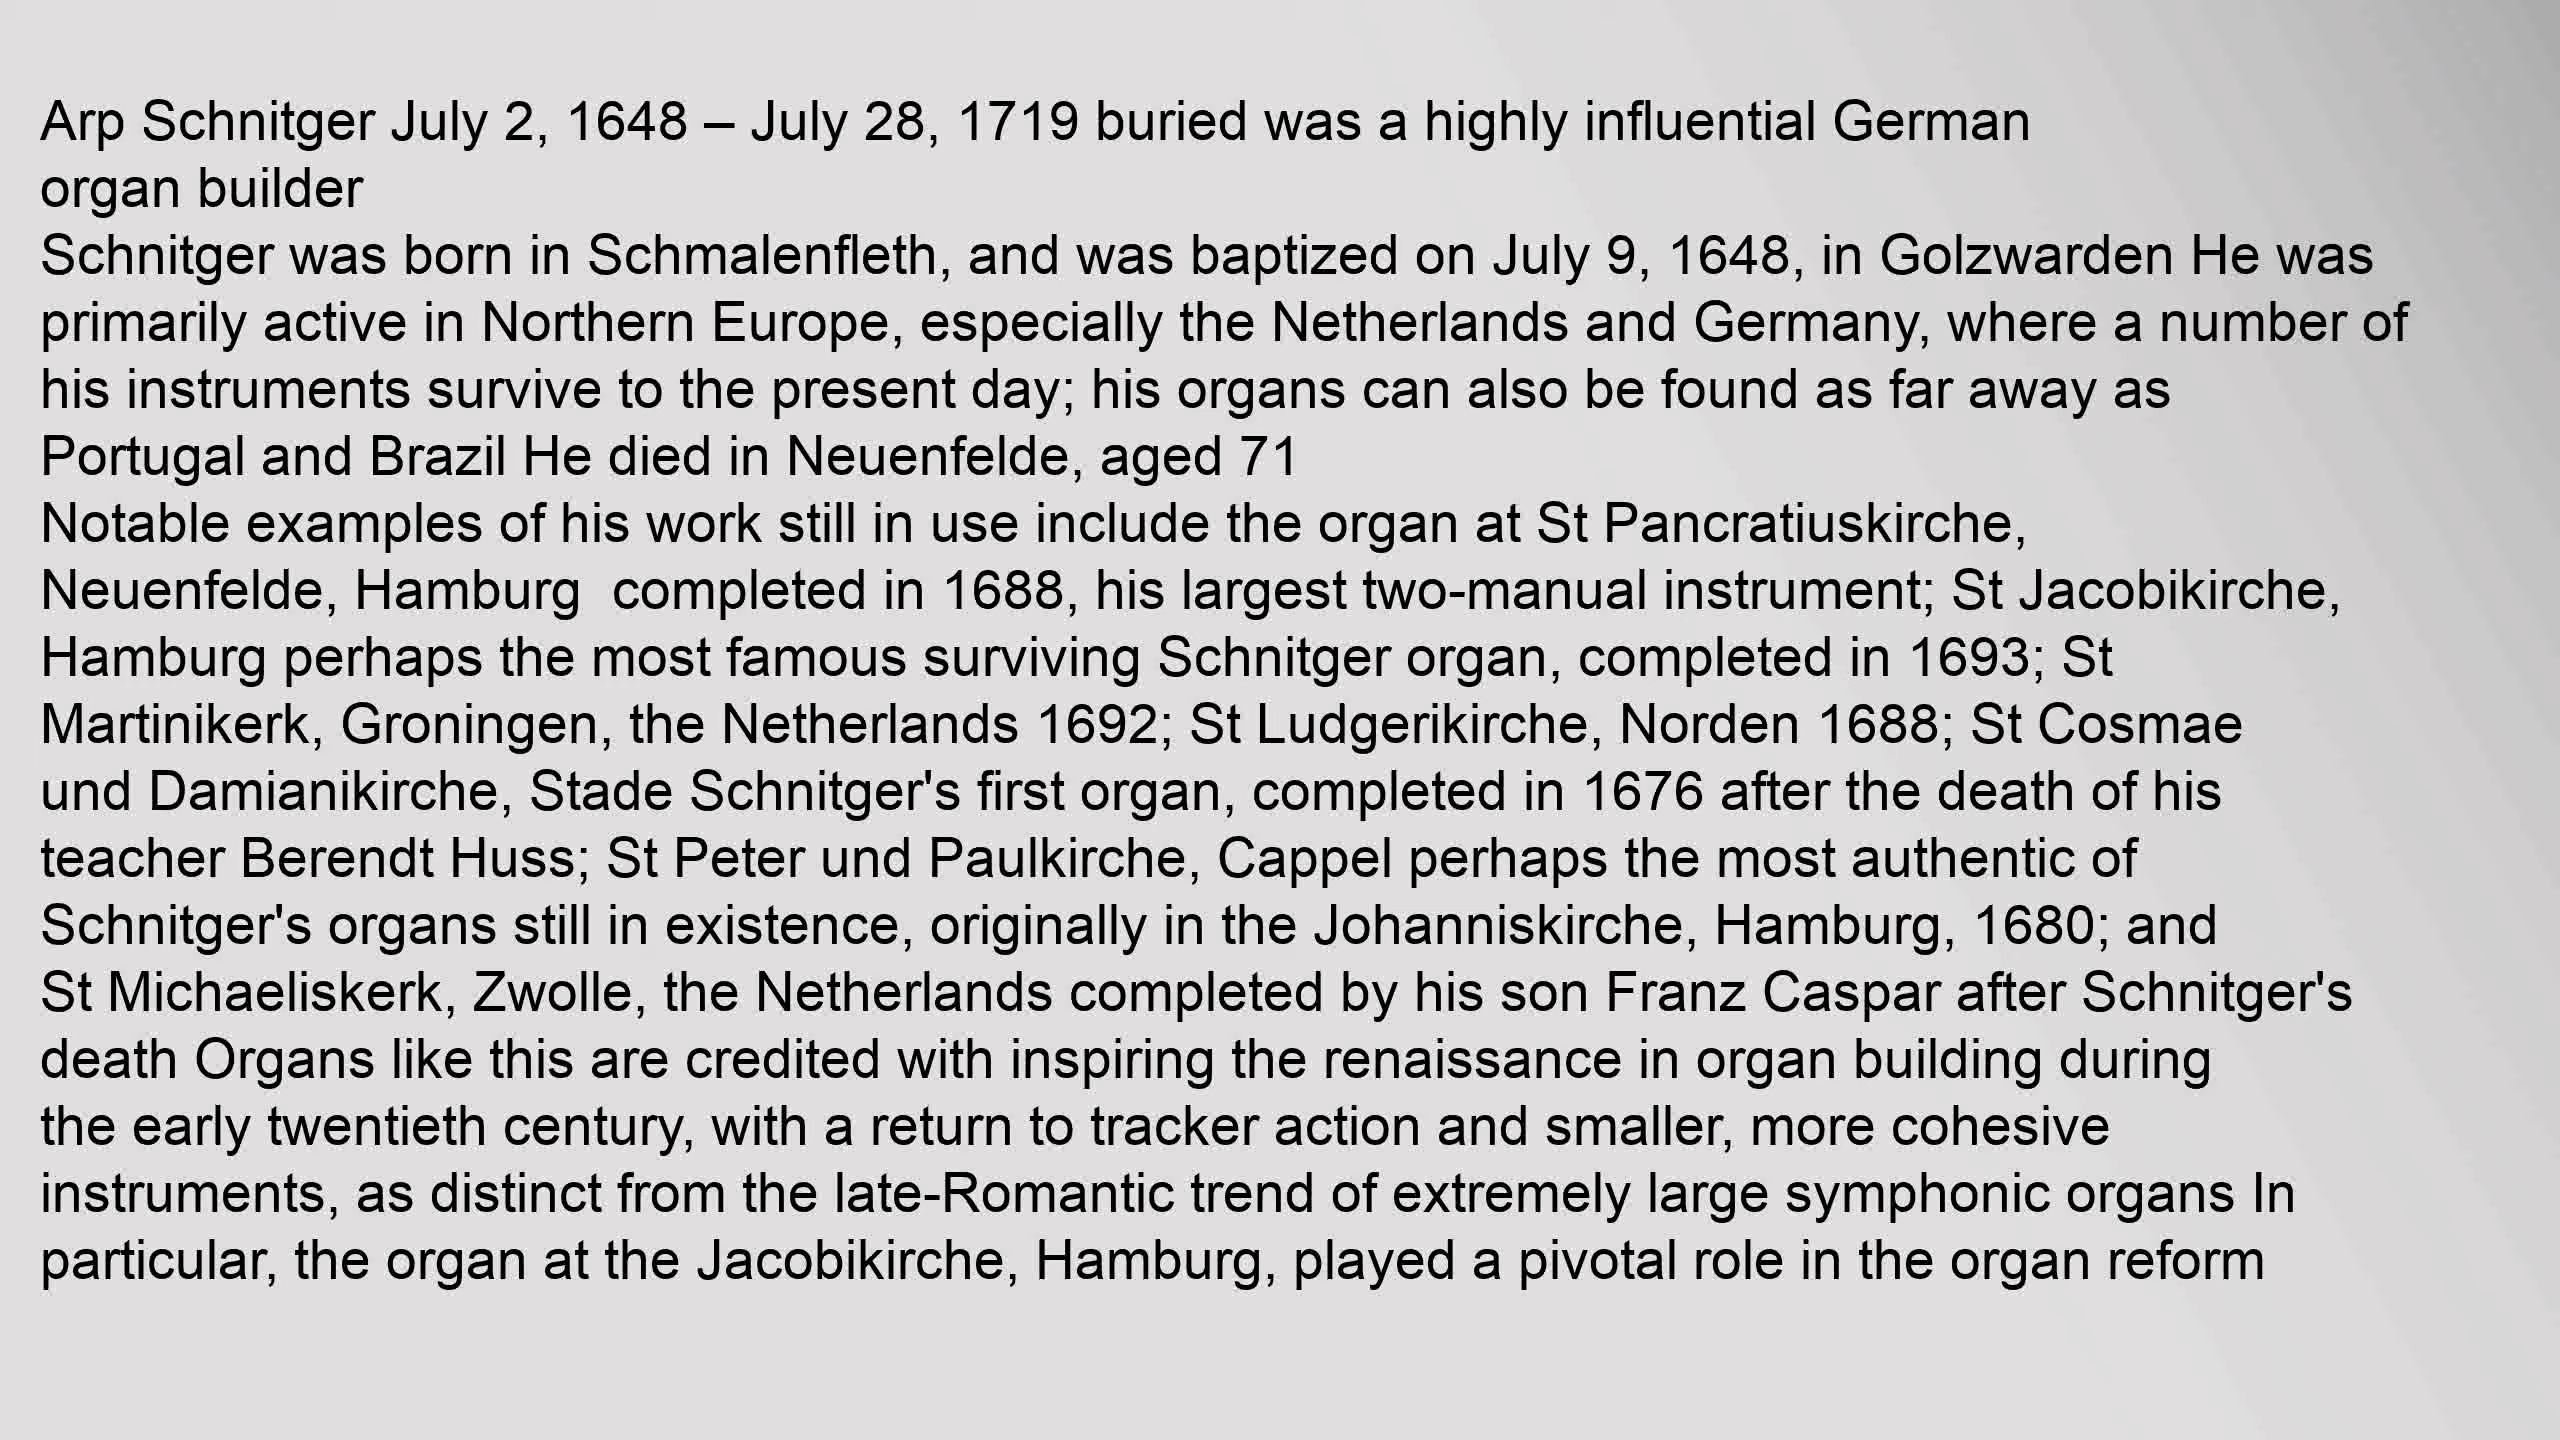 Arp Schnitger July 2, 1648 – July 28, 1719 buried was a highly influential German
organ builder
Schnitger was born in Schmalenfleth, and was baptized on July 9, 1648, in Golzwarden He was
primarily active in Northern Europe, especially the Netherlands and Germany, where a number of
his instruments survive to the present day; his organs can also be found as far away as
Portugal and Brazil He died in Neuenfelde, aged 71
Notable examples of his work still in use include the organ at St Pancratiuskirche,
Neuenfelde, Hamburg  completed in 1688, his largest two-manual instrument; St Jacobikirche,
Hamburg perhaps the most famous surviving Schnitger organ, completed in 1693; St
Martinikerk, Groningen, the Netherlands 1692; St Ludgerikirche, Norden 1688; St Cosmae
und Damianikirche, Stade Schnitger's first organ, completed in 1676 after the death of his
teacher Berendt Huss; St Peter und Paulkirche, Cappel perhaps the most authentic of
Schnitger's organs still in existence, originally in the Johanniskirche, Hamburg, 1680; and
St Michaeliskerk, Zwolle, the Netherlands completed by his son Franz Caspar after Schnitger's
death Organs like this are credited with inspiring the renaissance in organ building during
the early twentieth century, with a return to tracker action and smaller, more cohesive
instruments, as distinct from the late-Romantic trend of extremely large symphonic organs In
particular, the organ at the Jacobikirche, Hamburg, played a pivotal role in the organ reform